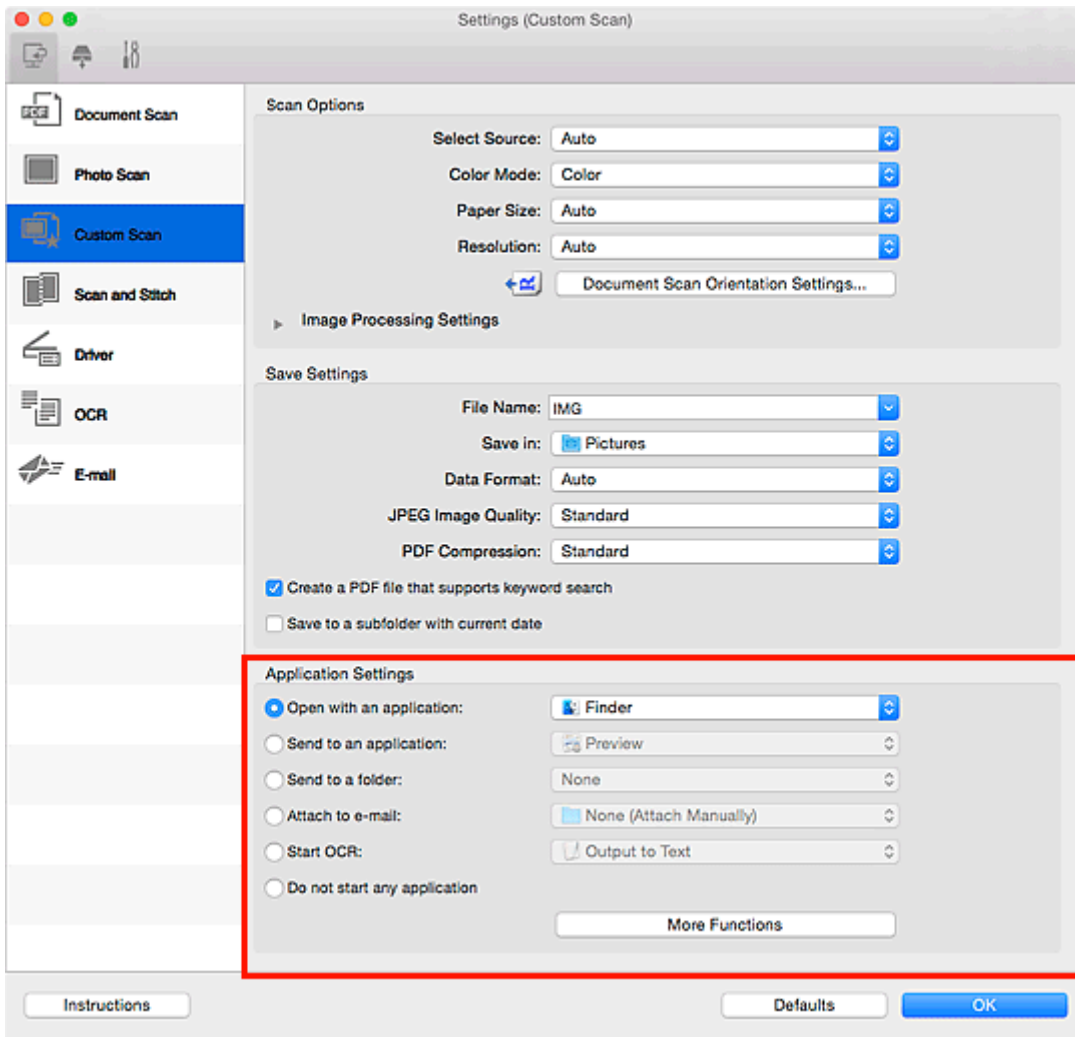 Settings (Custom Scan)
Document Scan
Photo Scan
Custom Scan
Scan and Stitch
Driver
OCR
E-mail
Scan Options
Select Source: Auto
Color Mode: Color
Paper Size: Auto
Resolution: Auto
Document Scan Orientation Settings...
Image Processing Settings
Save Settings
File Name: IMG
Save in: Pictures
Data Format: Auto
JPEG Image Quality: Standard
PDF Compression: Standard
Create a PDF file that supports keyword search
Save to a subfolder with current date
Application Settings
Open with an application: Finder
Send to an application: Preview
Send to a folder: None
Attach to e-mail: None (Attach Manually)
Start OCR: Output to Text
Do not start any application
More Functions
Instructions
Defaults
OK